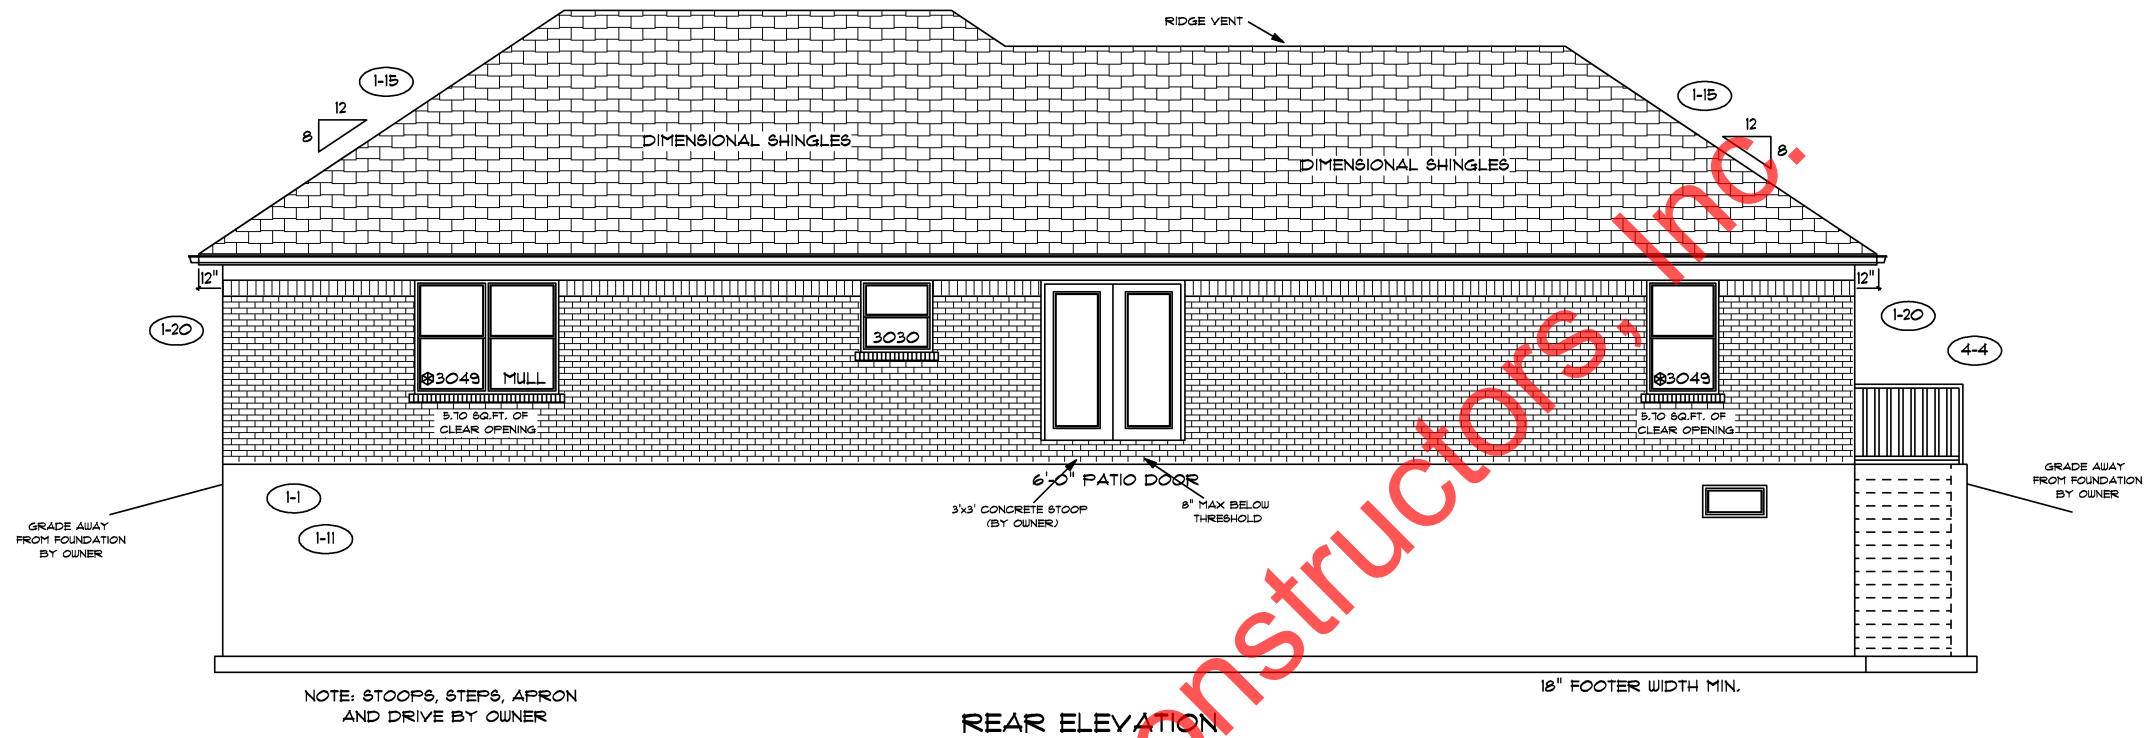 RIDGE VENT
1-15
12
8
DIMENSIONAL SHINGLES
1-15
12
8
DIMENSIONAL SHINGLES
12"
12"
1-20
3030
1-20
4-4
3049 MULL
3049
5.70 SQ.FT. OF
CLEAR OPENING
5.70 SQ.FT. OF
CLEAR OPENING
6'-0" PATIO DOOR
3'x3' CONCRETE STOOP
(BY OWNER)
8" MAX BELOW
THRESHOLD
1-1
1-11
GRADE AWAY
FROM FOUNDATION
BY OWNER
GRADE AWAY
FROM FOUNDATION
BY OWNER
NOTE: STOOPS, STEPS, APRON
AND DRIVE BY OWNER
18" FOOTER WIDTH MIN.
REAR ELEVATION
onstructors, Inc.